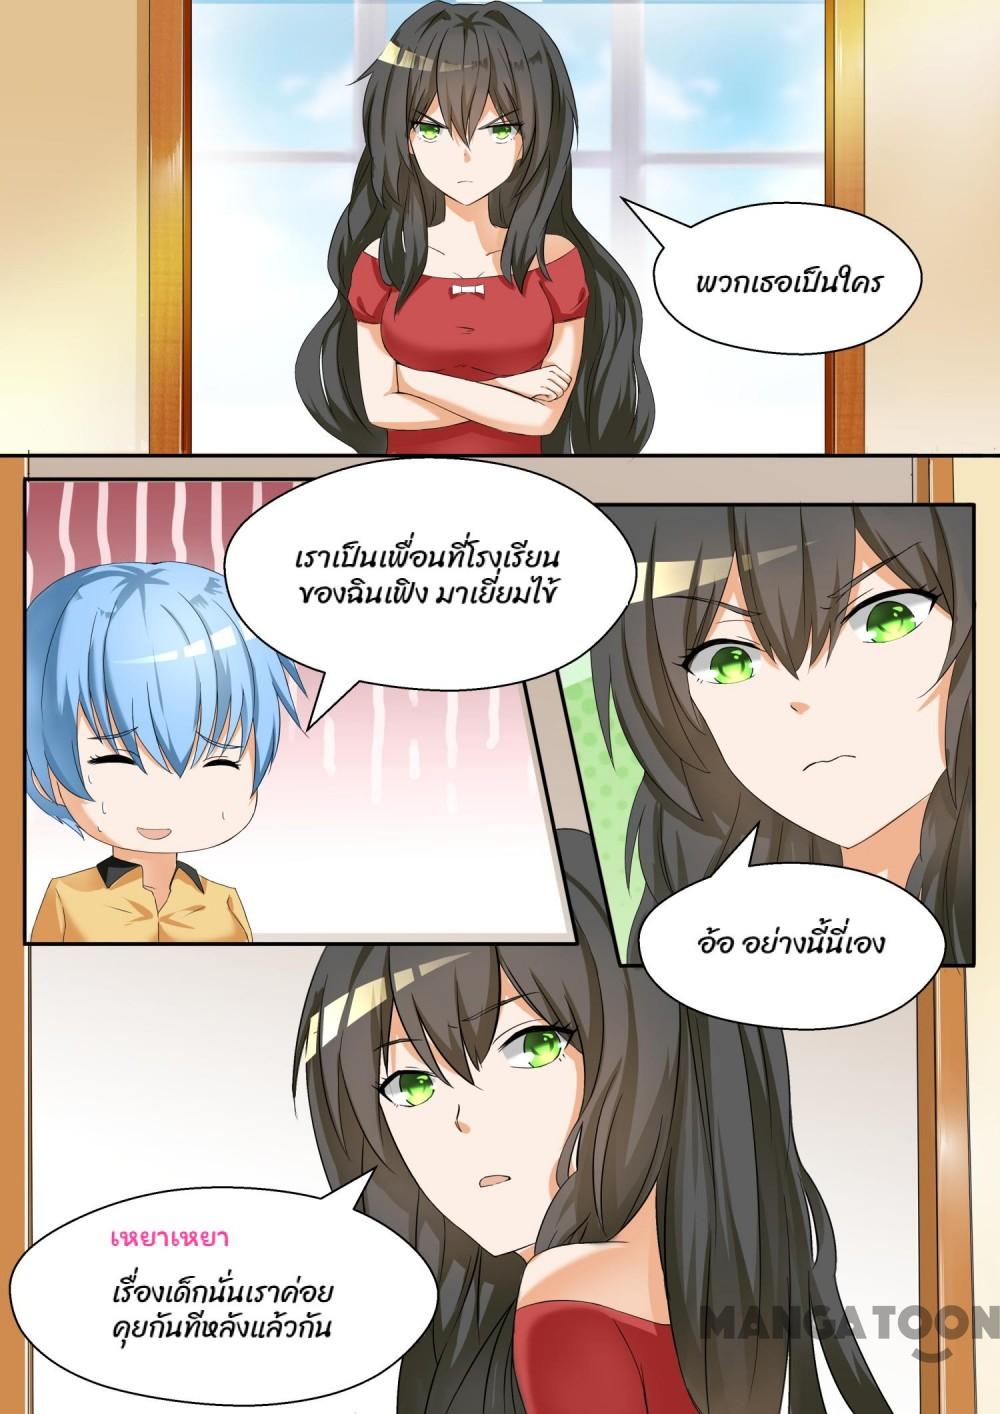 พวกเธอเป็นใคร
เราเป็นเพื่อนที่โรงเรียน
ของฉินเฟิง มาเยี่ยมไข้
อ้อ อย่างนี้นี่เอง
เหยาเหยา
เรื่องเด็กนั่นเราค่อย
คุยกันทีหลังแล้วกัน
MANGATOON